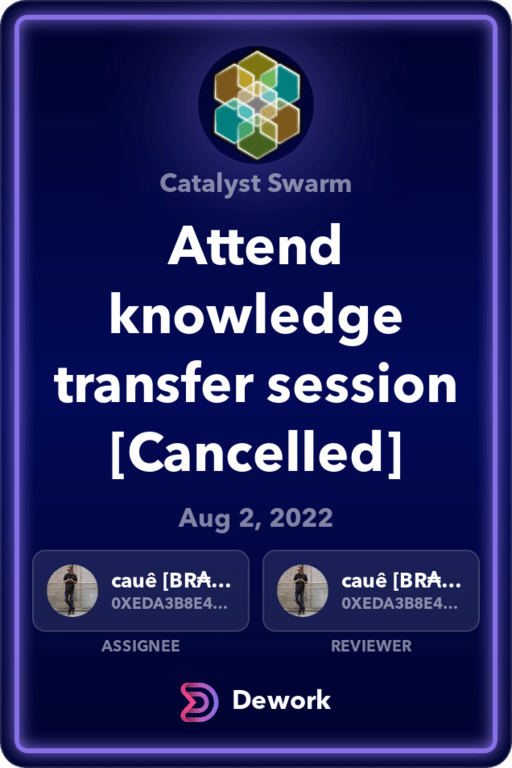 Catalyst Swarm
Attend
knowledge
transfer session
[Cancelled]
Aug 2, 2022
cauê [BR₳...
0XEDA3B8E4...
ASSIGNEE
cauê [BR₳...
0XEDA3B8E4...
REVIEWER
Dework